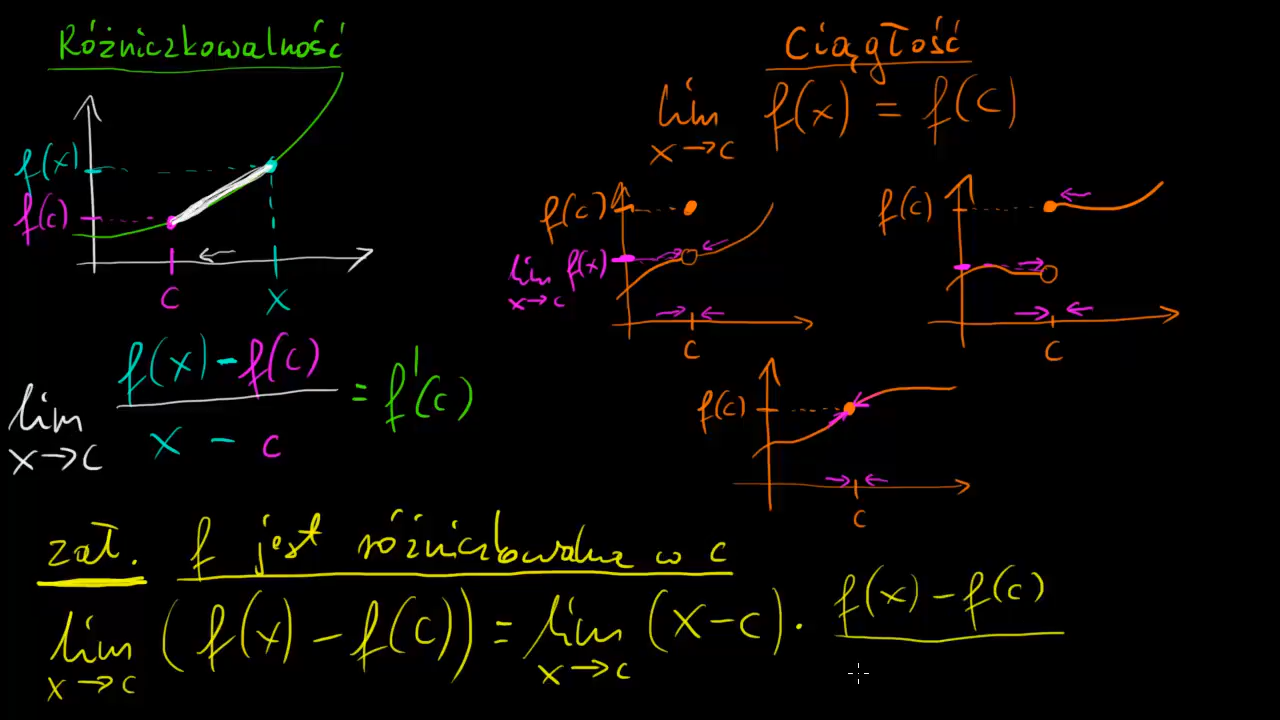 Różniczkowalność
f(x)
f(c)
c
x
lim x→c f(x) - f(c) / x - c = f'(c)
Ciągłość
lim x→c f(x) = f(c)
f(c)
lim x→c f(x)
c
f(c)
c
f(c)
c
zał. f jest różniczkowalna w c
lim x→c (f(x) - f(c)) = lim x→c (x-c) · f(x) - f(c)